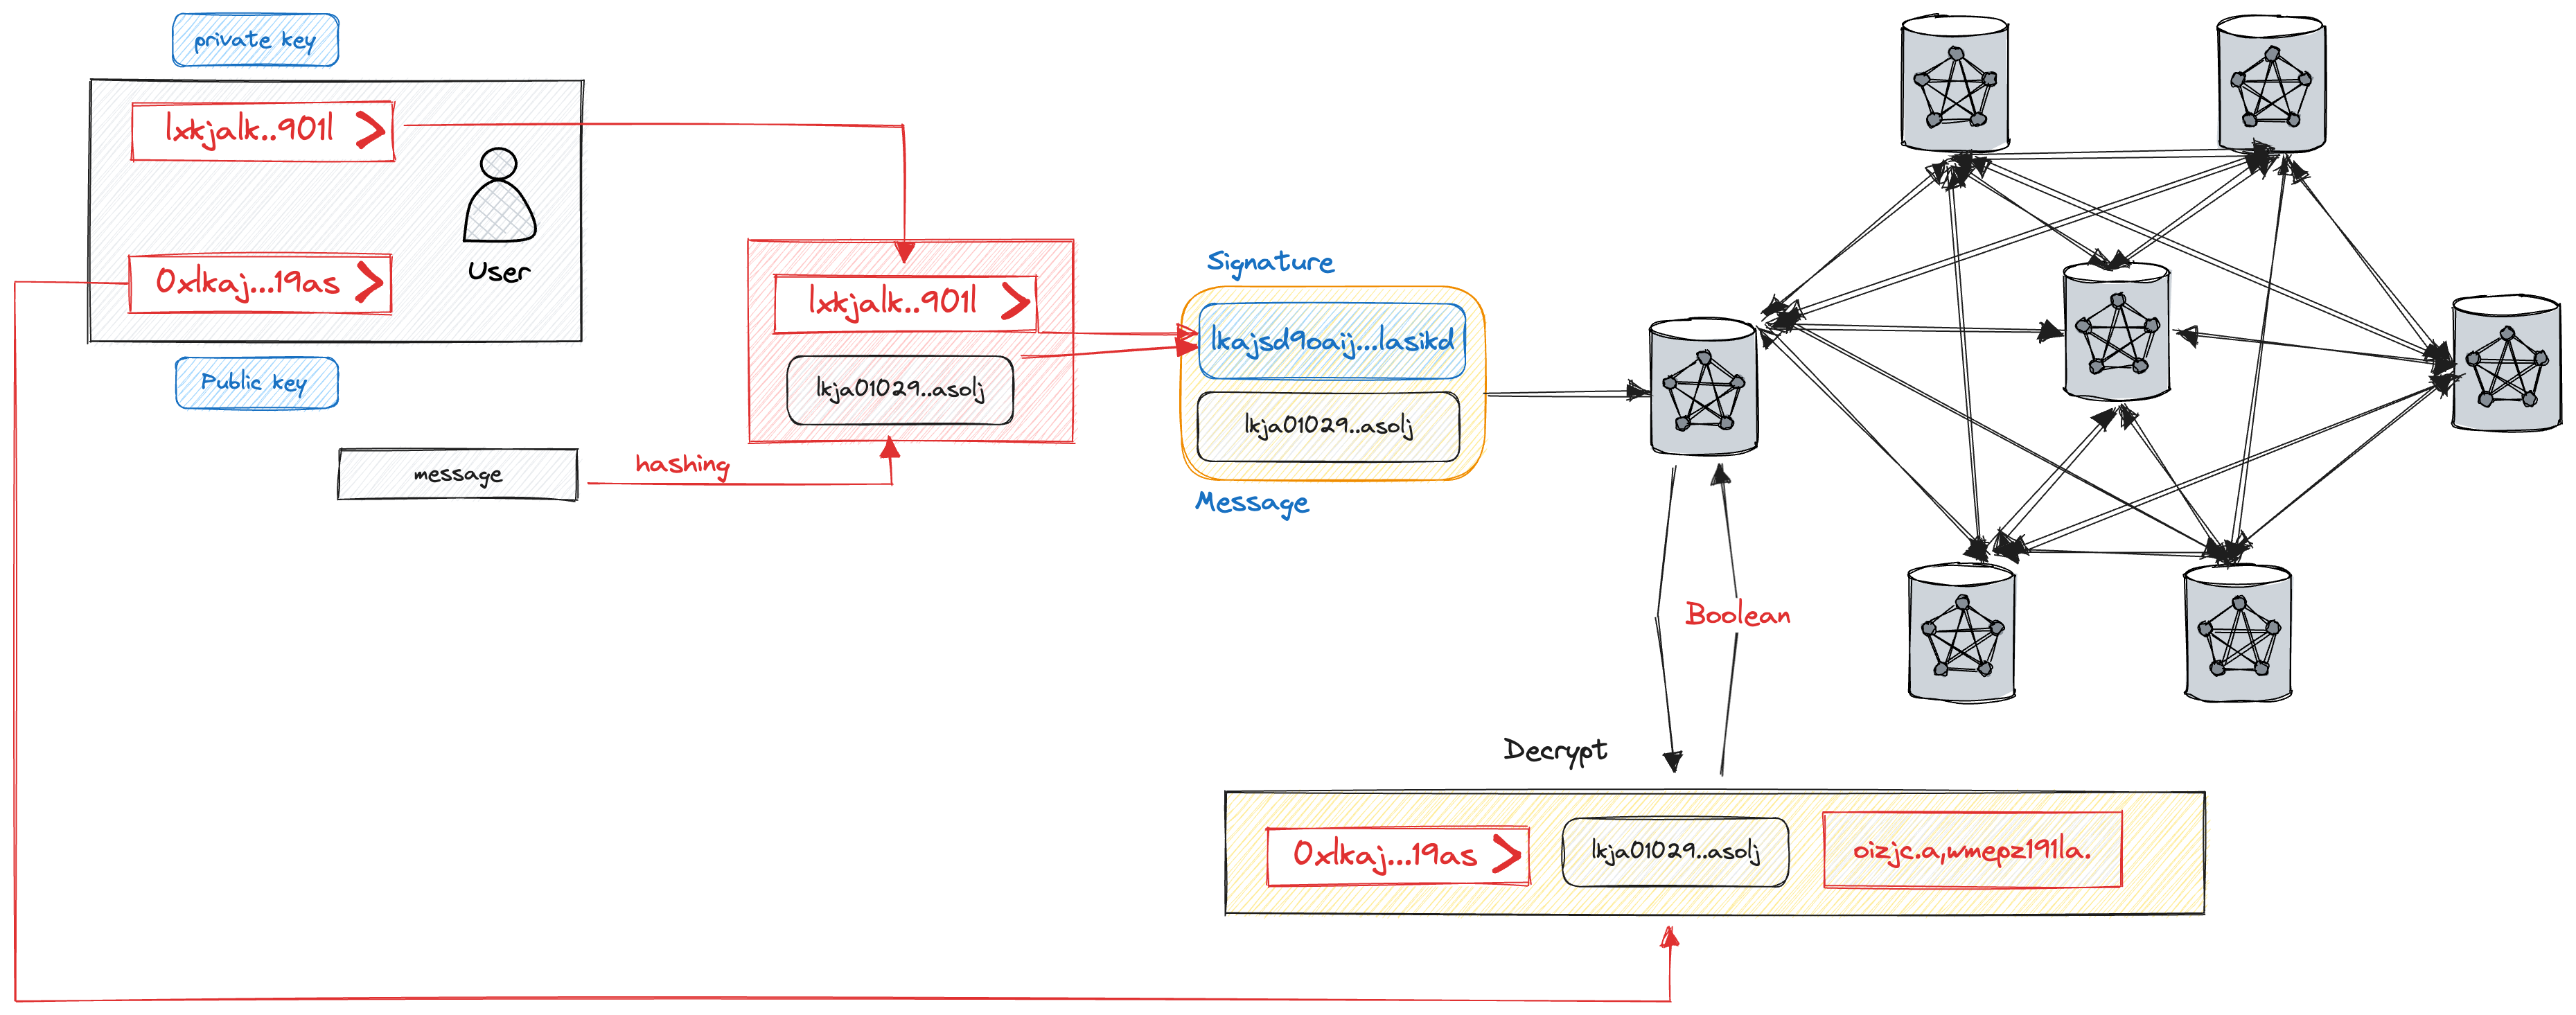 private key
lxkjalk..901l >
0xlkaj...19as >
User
Public key
message
hashing
lxkjalk..901l >
lkja01029..asolj
Signature
lkajsd9oaij...lasikd
lkja01029..asolj
Message
Boolean
Decrypt
0xlkaj...19as >
lkja01029..asolj
oizjc.a,wmepz191la.